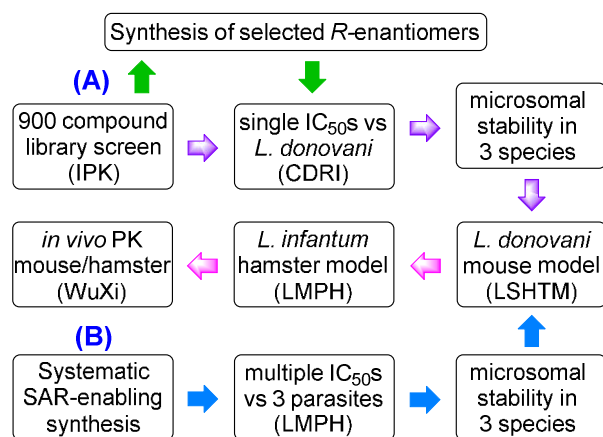 Synthesis of selected R-enantiomers
(A)
900 compound
library screen
(IPK)
single IC50s vs
L. donovani
(CDRI)
microsomal
stability in
3 species
in vivo PK
mouse/hamster
(WuXi)
L. infantum
hamster model
(LMPH)
L. donovani
mouse model
(LSHTM)
(B)
Systematic
SAR-enabling
synthesis
multiple IC50s
vs 3 parasites
(LMPH)
microsomal
stability in
3 species